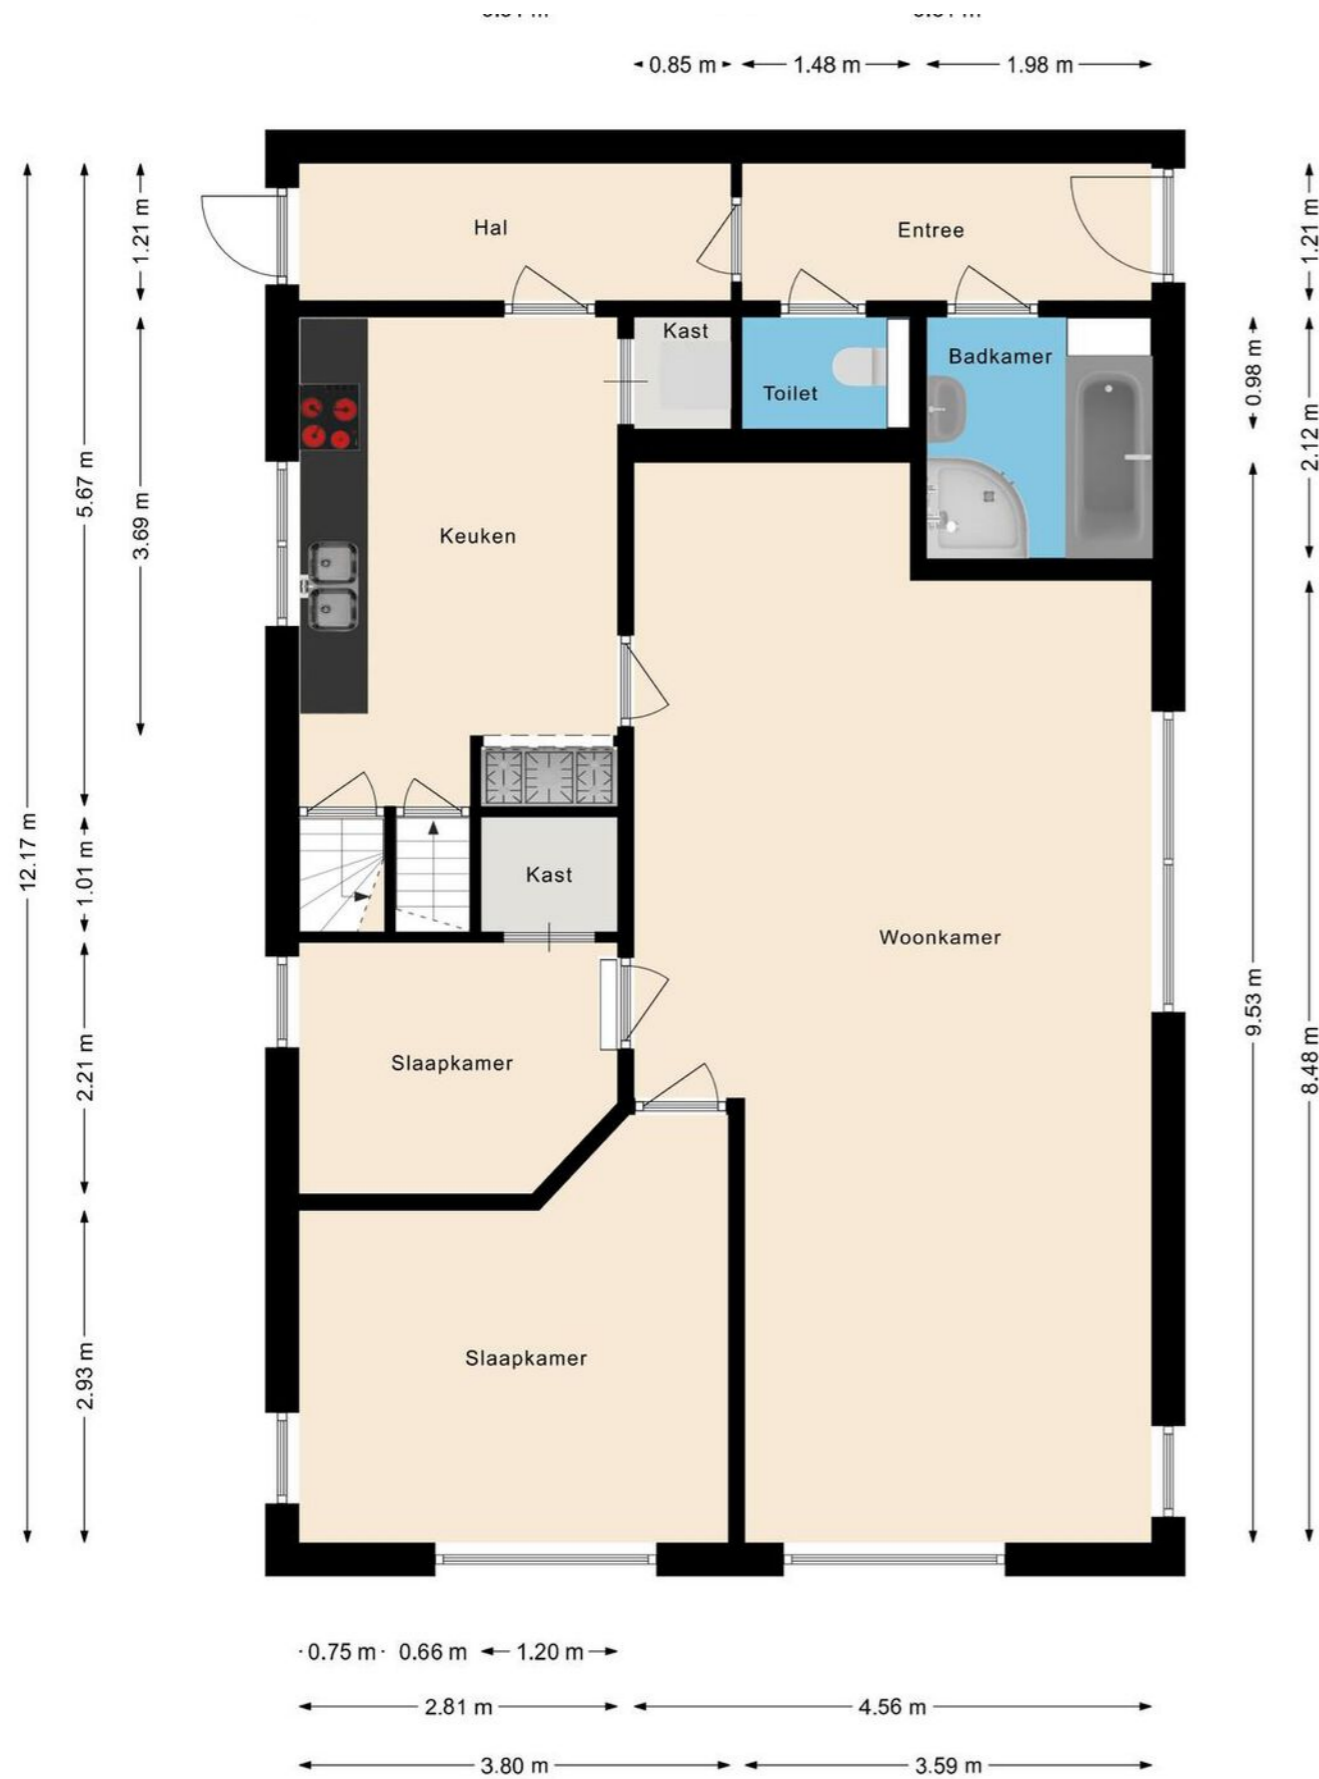 0.85 m
1.48 m
1.98 m
Hal
Entree
1.21 m
1.21 m
Kast
Badkamer
Toilet
0.98 m
2.12 m
5.67 m
3.69 m
Keuken
12.17 m
1.01 m
Kast
Woonkamer
9.53 m
8.48 m
2.21 m
Slaapkamer
2.93 m
Slaapkamer
0.75 m
0.66 m
1.20 m
2.81 m
4.56 m
3.80 m
3.59 m